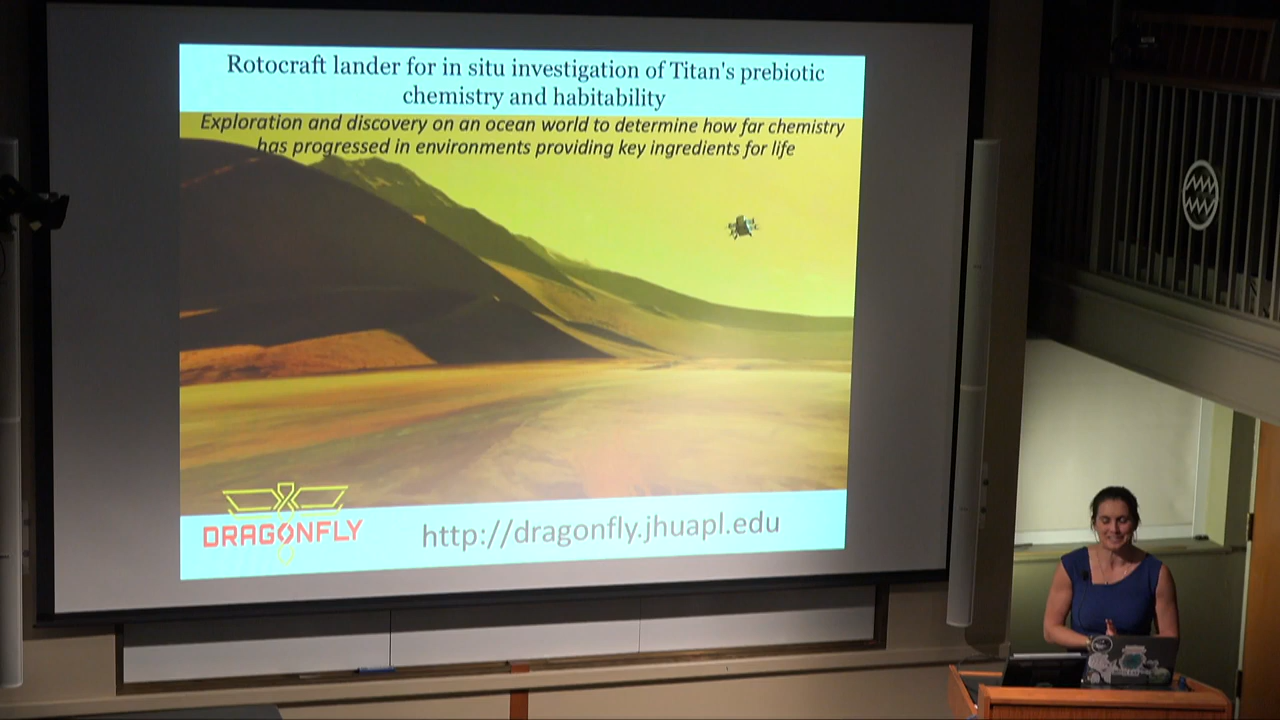 Rotocraft lander for in situ investigation of Titan's prebiotic
chemistry and habitability
Exploration and discovery on an ocean world to determine how far chemistry
has progressed in environments providing key ingredients for life
DRAGONFLY
http://dragonfly.jhuapl.edu